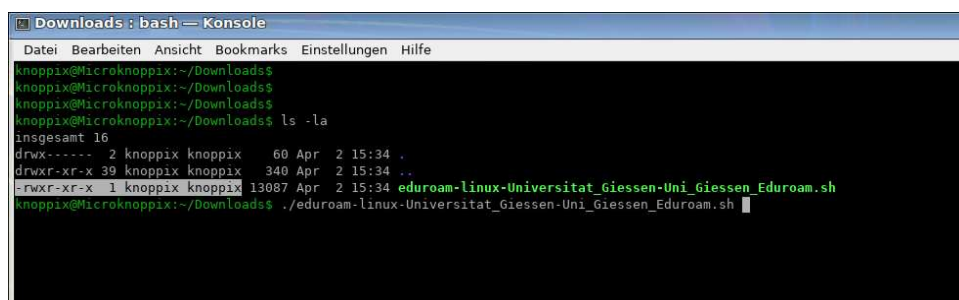 Downloads : bash — Konsole
Datei Bearbeiten Ansicht Bookmarks Einstellungen Hilfe
knoppix@Microknoppix:~/Downloads$
knoppix@Microknoppix:~/Downloads$
knoppix@Microknoppix:~/Downloads$
knoppix@Microknoppix:~/Downloads$ ls -la
insgesamt 16
drwx------ 2 knoppix knoppix 60 Apr 2 15:34 .
drwxr-xr-x 39 knoppix knoppix 340 Apr 2 15:34 ..
-rwxr-xr-x 1 knoppix knoppix 13087 Apr 2 15:34 eduroam-linux-Universitat_Giessen-Uni_Giessen_Eduroam.sh
knoppix@Microknoppix:~/Downloads$ ./eduroam-linux-Universitat_Giessen-Uni_Giessen_Eduroam.sh